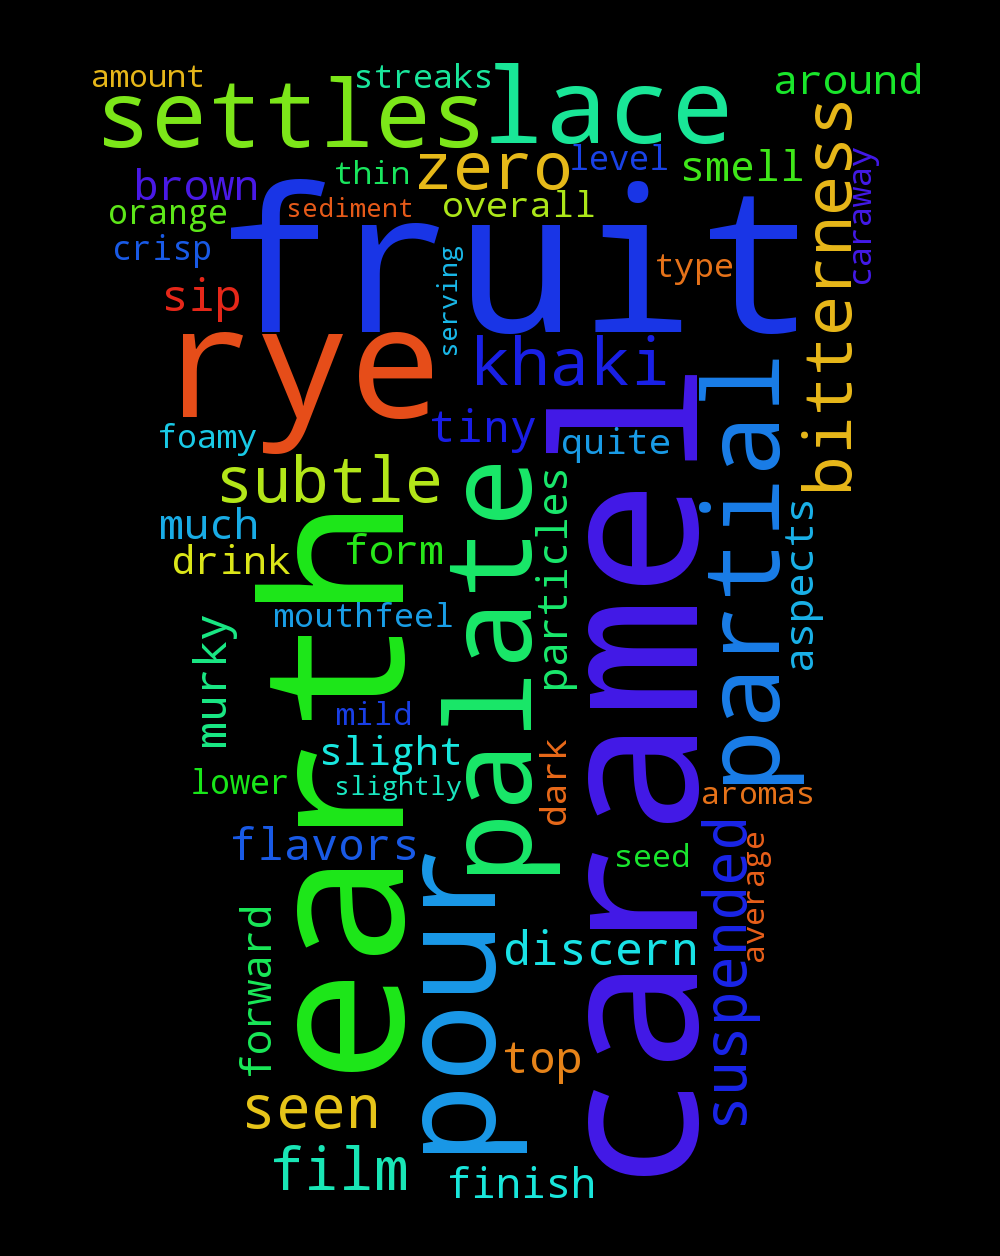 amount
streaks
settles
lace
around
zero
level
smell
bitterness
caraway
thin
brown
orange
sediment
overall
crisp
fruit
serving
type
sip
rye
khaki
foamy
tiny
quite
caramel
partial
subtle
palate
earth
much
form
drink
particles
aspects
mouthfeel
murky
mild
slight
dark
lower
slightly
aromas
flavors
seed
suspended
average
pour
forward
discern
top
seen
film
finish